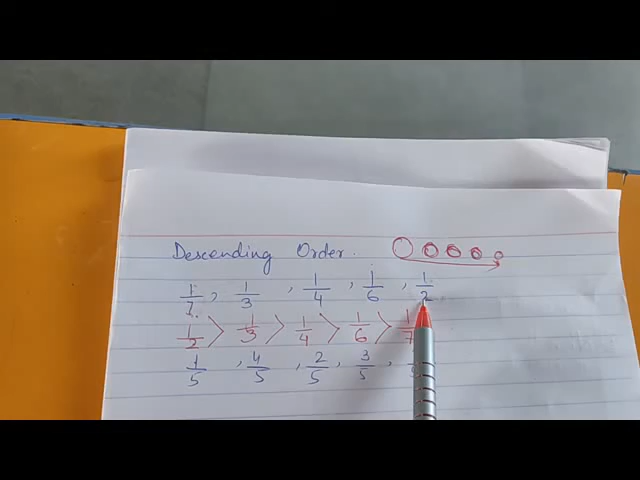 Descending Order.
1/7, 1/3, 1/4, 1/6, 1/2
1/2 > 1/3 > 1/4 > 1/6 > 1/7
1/5, 4/5, 2/5, 3/5,